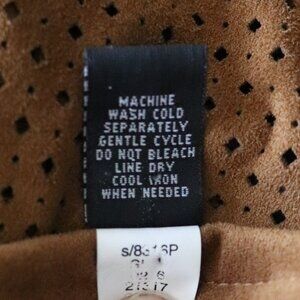 MACHINE
WASH COLD
SEPARATELY
GENTLE CYCLE
DO NOT BLEACH
LINE DRY
COOL IRON
WHEN NEEDED
s/8316P